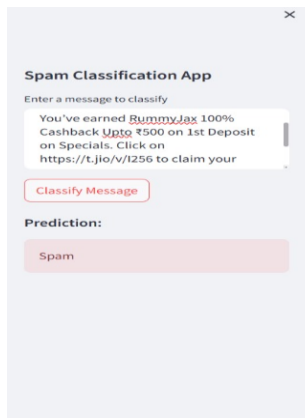 Spam Classification App
Enter a message to classify
You've earned RummyJax 100%
Cashback Upto ₹500 on 1st Deposit
on Specials. Click on
https://t.jio/v/I256 to claim your
Classify Message
Prediction:
Spam